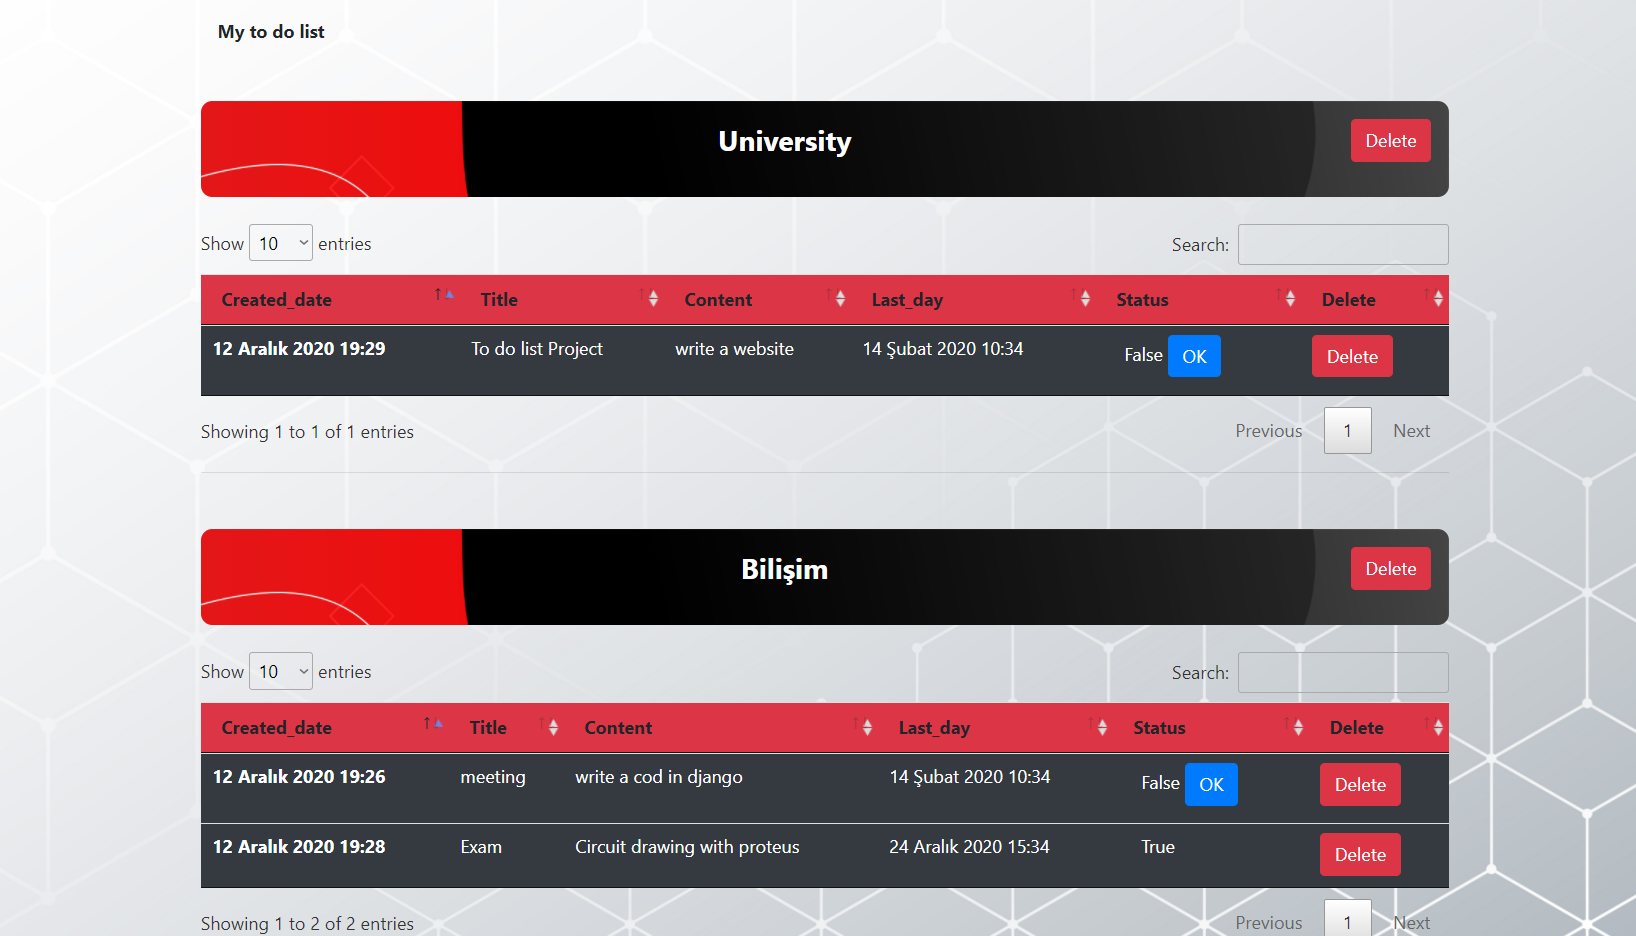 My to do list
University Delete
Show 10 entries Search:
Created_date Title Content Last_day Status Delete
12 Aralık 2020 19:29 To do list Project write a website 14 Şubat 2020 10:34 False OK Delete
Showing 1 to 1 of 1 entries Previous 1 Next
Bilişim Delete
Show 10 entries Search:
Created_date Title Content Last_day Status Delete
12 Aralık 2020 19:26 meeting write a cod in django 14 Şubat 2020 10:34 False OK Delete
12 Aralık 2020 19:28 Exam Circuit drawing with proteus 24 Aralık 2020 15:34 True Delete
Showing 1 to 2 of 2 entries Previous 1 Next